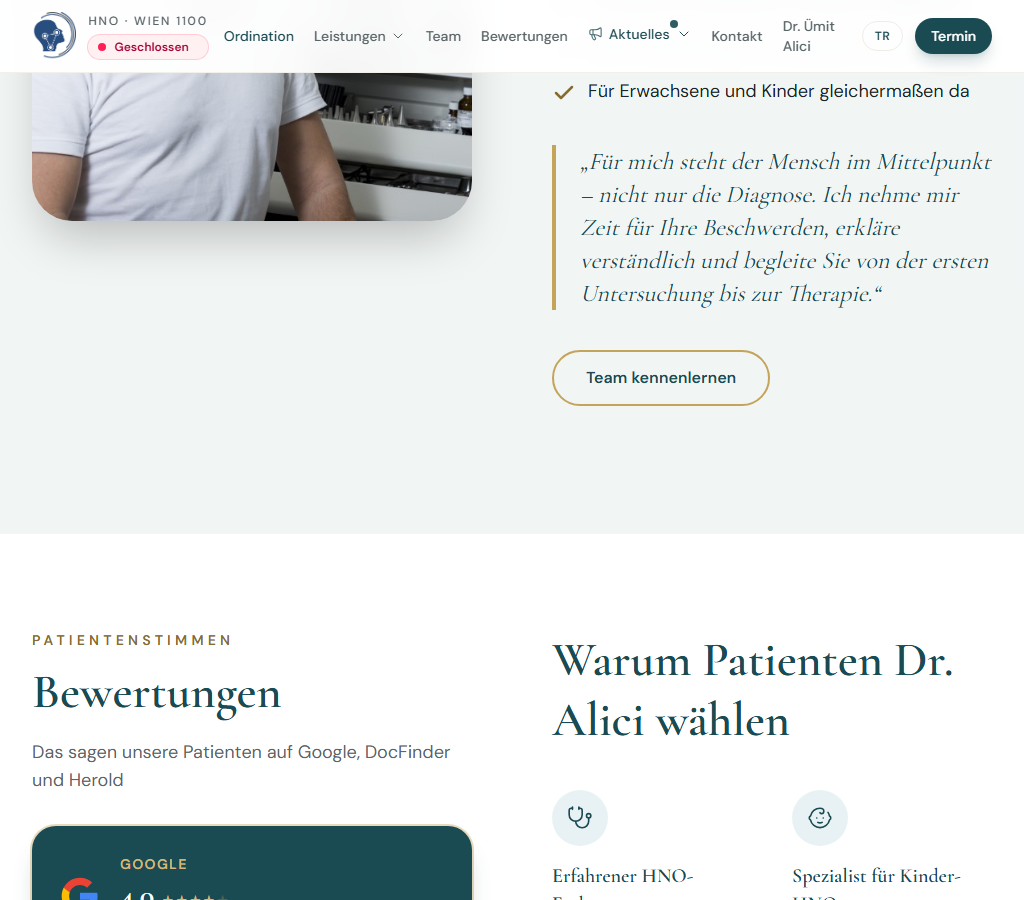 HNO · WIEN 1100
Geschlossen
Ordination
Leistungen
Team
Bewertungen
Aktuelles
Kontakt
Dr. Ümit
Alici
TR
Termin
Für Erwachsene und Kinder gleichermaßen da
„Für mich steht der Mensch im Mittelpunkt
– nicht nur die Diagnose. Ich nehme mir
Zeit für Ihre Beschwerden, erkläre
verständlich und begleite Sie von der ersten
Untersuchung bis zur Therapie.“
Team kennenlernen
PATIENTENSTIMMEN
Bewertungen
Das sagen unsere Patienten auf Google, DocFinder
und Herold
GOOGLE
Warum Patienten Dr.
Alici wählen
Erfahrener HNO-
Spezialist für Kinder-